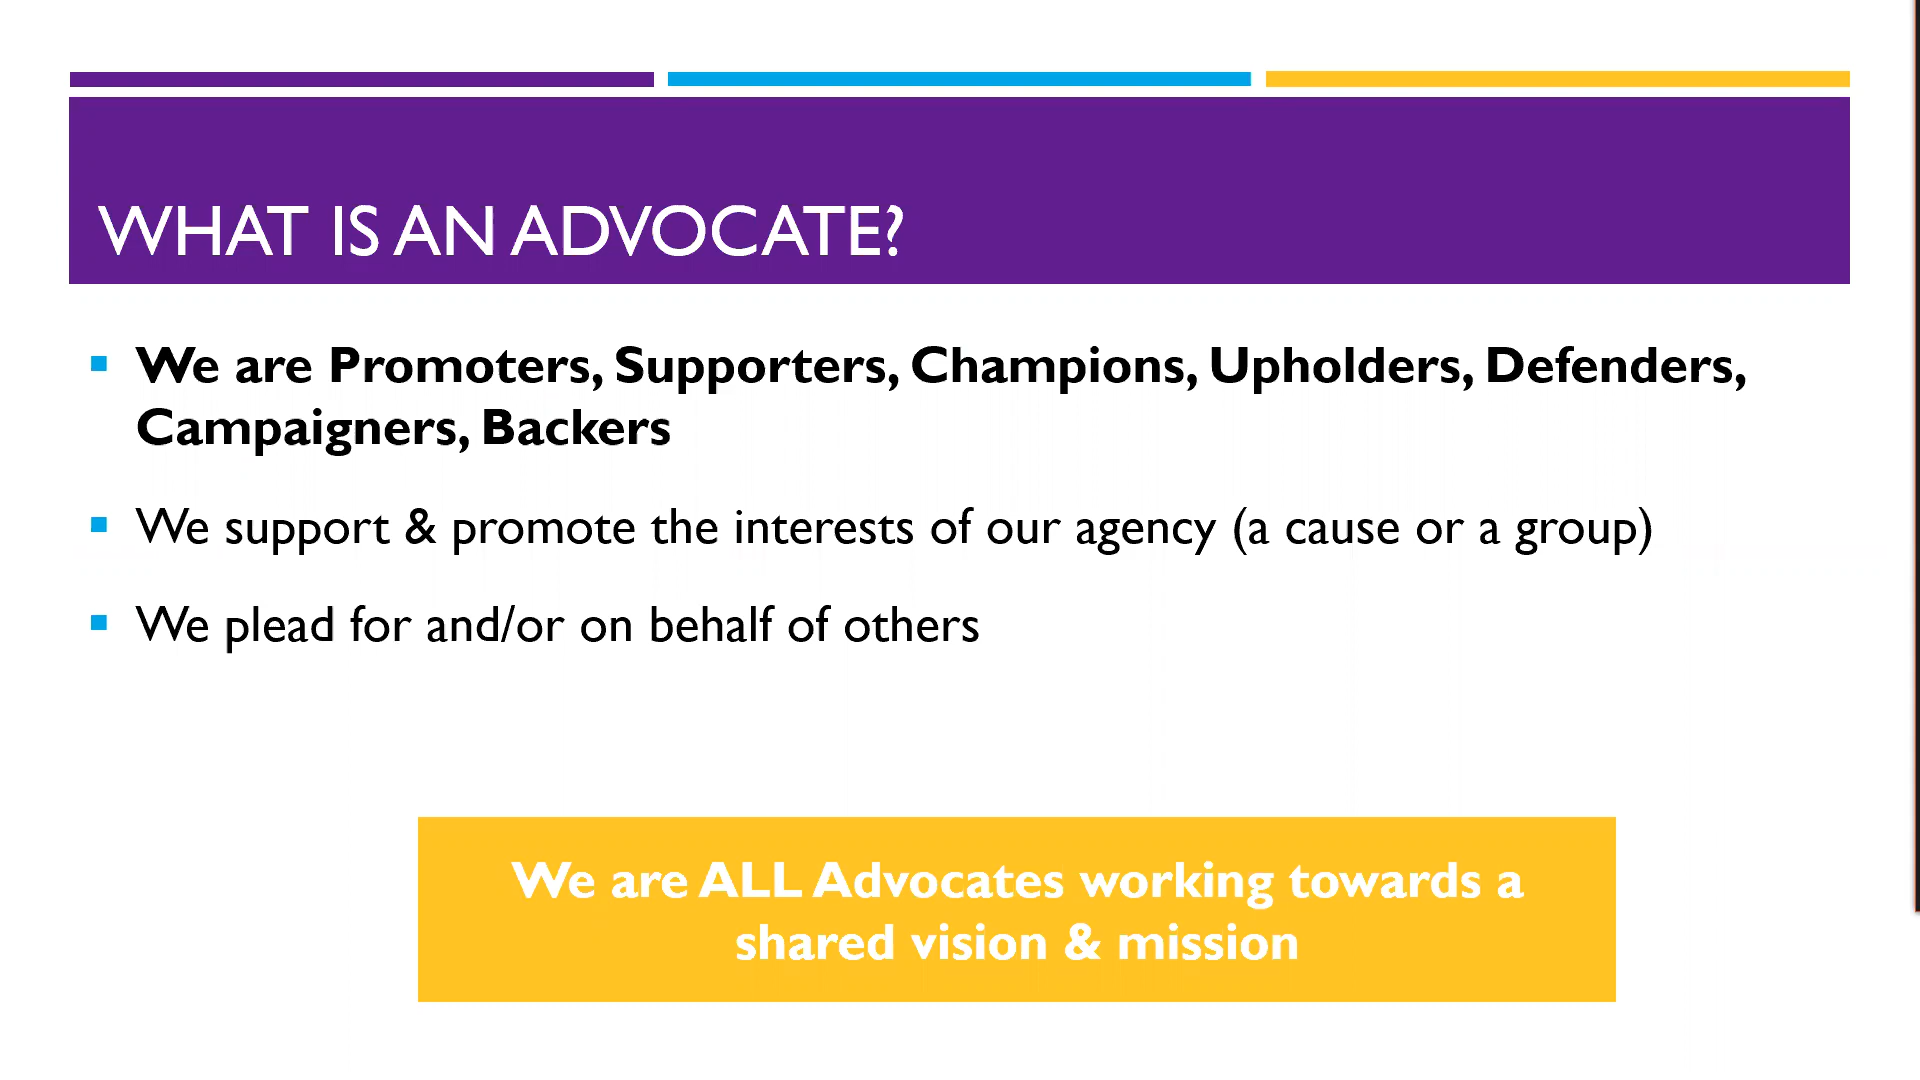 WHAT IS AN ADVOCATE?
We are Promoters, Supporters, Champions, Upholders, Defenders,
Campaigners, Backers
We support & promote the interests of our agency (a cause or a group)
We plead for and/or on behalf of others
We are ALL Advocates working towards a
shared vision & mission